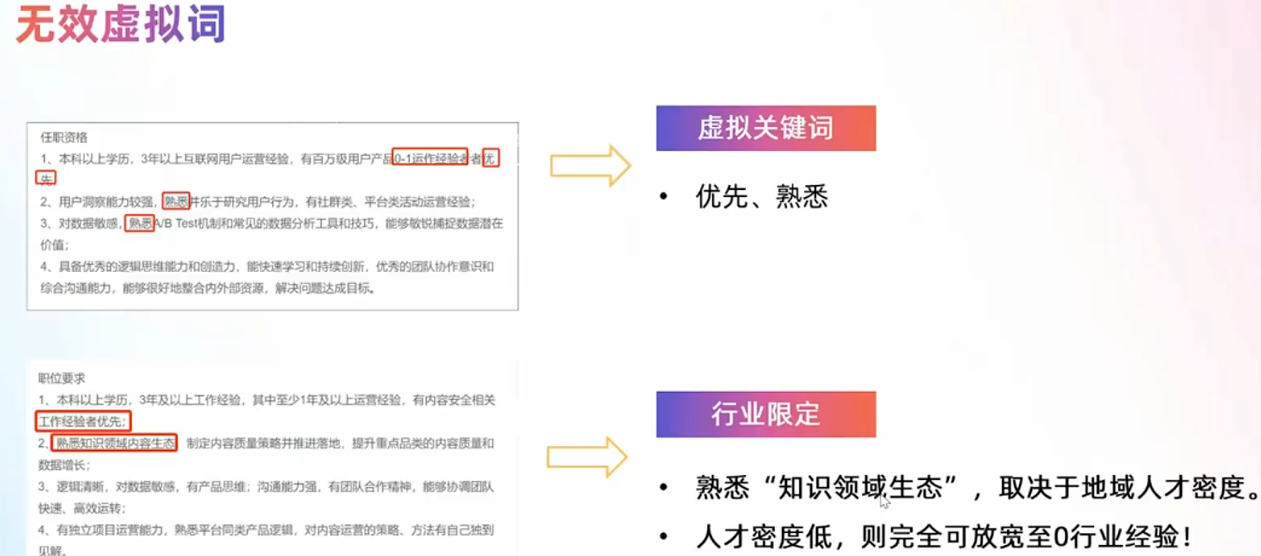 无效虚拟词
任职资格
1、本科以上学历，3年以上互联网用户运营经验，有百万级用户产品0-1运作经验者者优
先
2、用户洞察能力较强，熟悉并乐于研究用户行为，有社群类、平台类活动运营经验；
3、对数据敏感，熟悉A/B Test机制和常见的数据分析工具和技巧，能够敏锐捕捉数据潜在
价值；
4、具备优秀的逻辑思维能力和创造力，能快速学习和持续创新，优秀的团队协作意识和
综合沟通能力，能够很好地整合内外部资源，解决问题达成目标。
虚拟关键词
• 优先、熟悉
职位要求
1、本科以上学历，3年及以上工作经验，其中至少1年及以上运营经验，有内容安全相关
工作经验者优先；
2、熟悉知识领域内容生态，制定内容质量策略并推进落地，提升重点品类的内容质量和
数据增长；
3、逻辑清晰，对数据敏感，有产品思维；沟通能力强，有团队合作精神，能够协调团队
快速、高效运转；
4、有独立项目运营能力，熟悉平台同类产品逻辑，对内容运营的策略、方法有自己独到
见解。
行业限定
• 熟悉“知识领域生态”，取决于地域人才密度。
• 人才密度低，则完全可放宽至0行业经验！